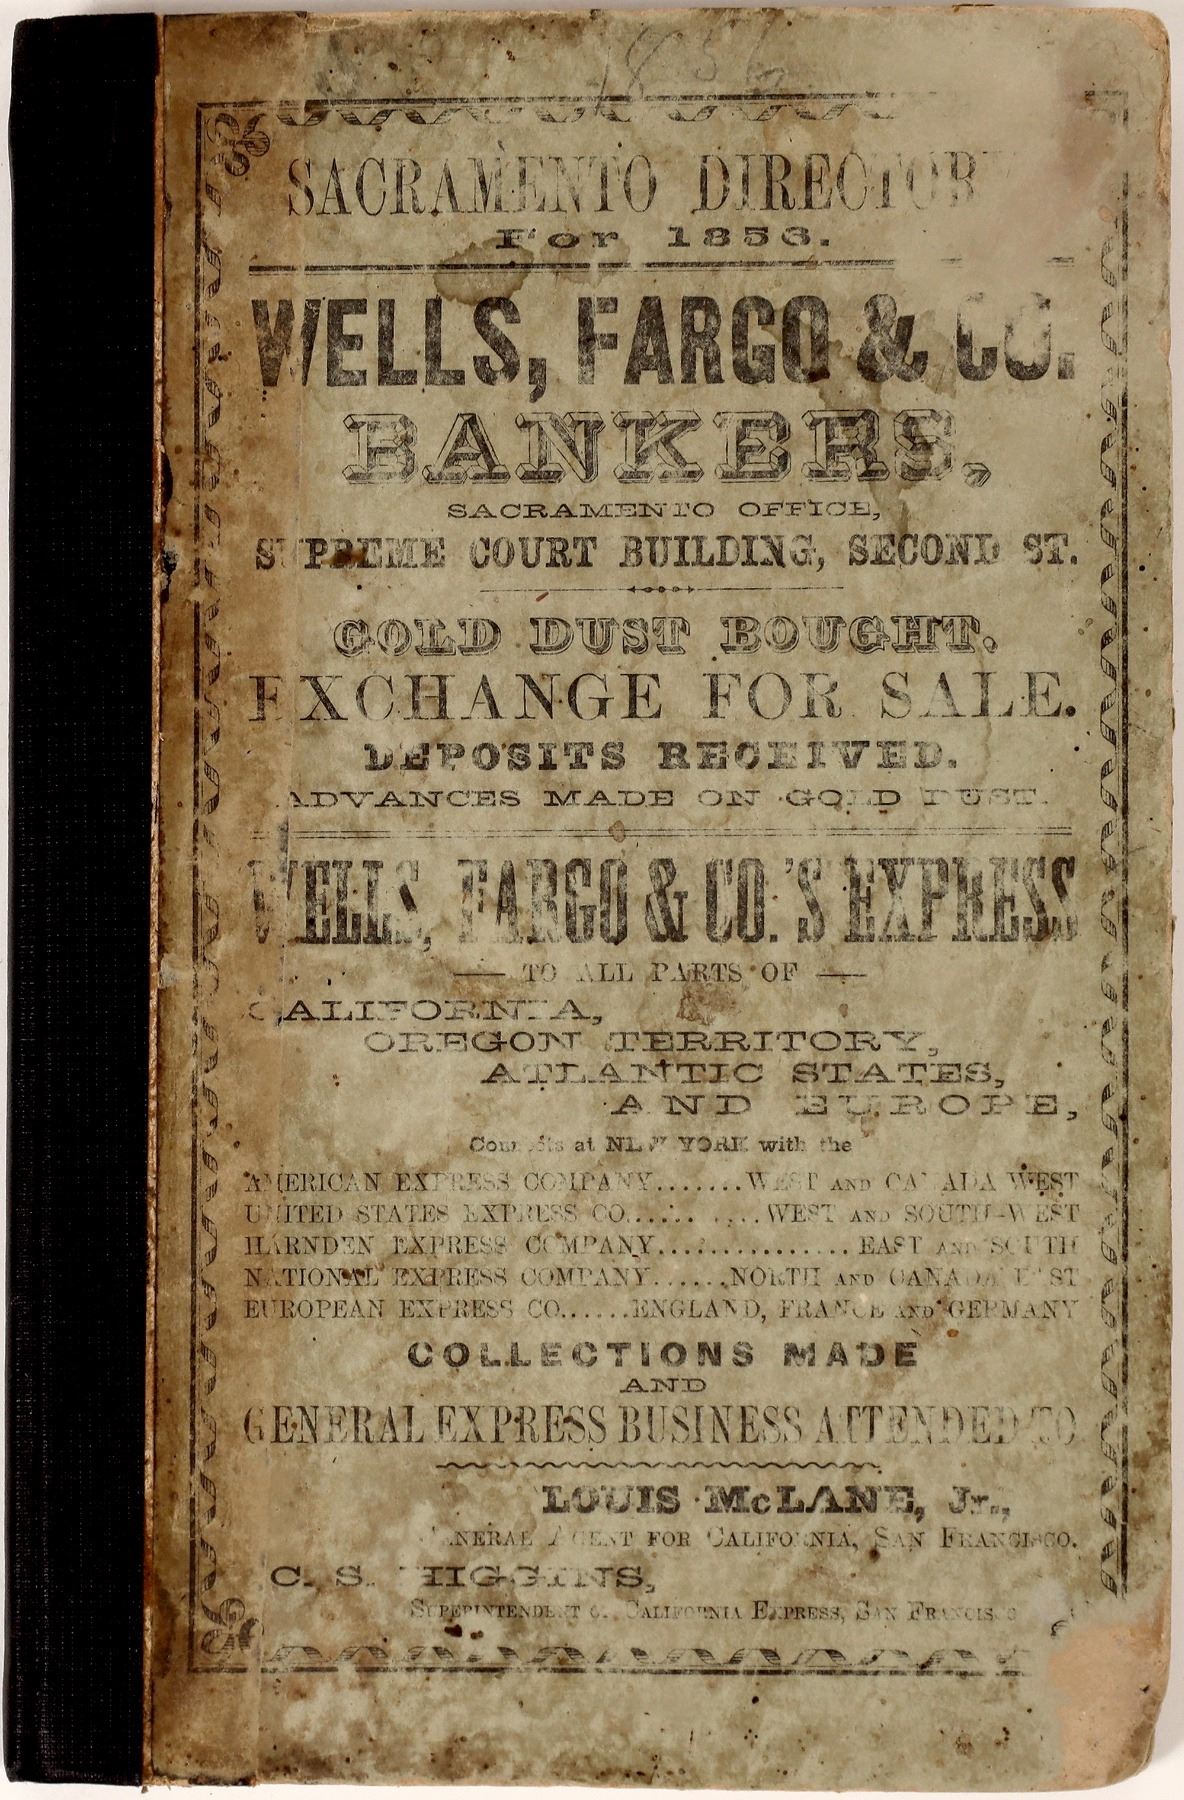 1856
SACRAMENTO DIRECTORY
For 1856.
WELLS, FARGO & CO.
BANKERS,
SACRAMENTO OFFICE,
SUPREME COURT BUILDING, SECOND ST.
GOLD DUST BOUGHT.
EXCHANGE FOR SALE.
DEPOSITS RECEIVED.
ADVANCES MADE ON GOLD DUST.
WELLS, FARGO & CO.'S EXPRESS
— TO ALL PARTS OF —
CALIFORNIA,
OREGON TERRITORY,
ATLANTIC STATES,
AND EUROPE,
Connects at NEW YORK with the
AMERICAN EXPRESS COMPANY.......WEST AND CANADA WEST
UNITED STATES EXPRESS CO..........WEST AND SOUTH-WEST
HARNDEN EXPRESS COMPANY...............EAST AND SOUTH
NATIONAL EXPRESS COMPANY......NORTH AND CANADA EAST
EUROPEAN EXPRESS CO......ENGLAND, FRANCE AND GERMANY
COLLECTIONS MADE
AND
GENERAL EXPRESS BUSINESS ATTENDED TO
LOUIS McLANE, Jr.,
GENERAL AGENT FOR CALIFORNIA, SAN FRANCISCO.
C. S. HIGGINS,
SUPERINTENDENT OF CALIFORNIA EXPRESS, SAN FRANCISCO